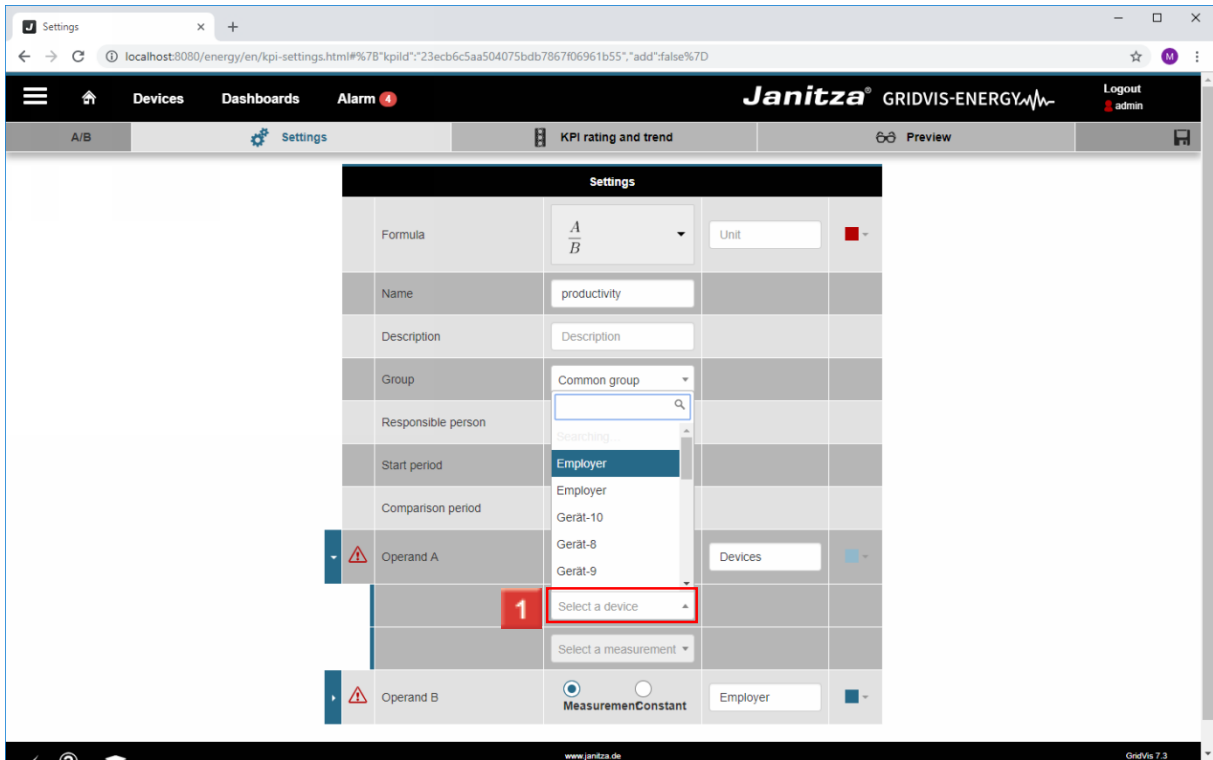 Settings
localhost:8080/energy/en/kpi-settings.html#%7B"kpiId":"23ecb6c5aa504075bdb7867f06961b55","add":false%7D
M
Devices Dashboards Alarm 4 Janitza® GRIDVIS-ENERGY Logout
admin
A/B Settings KPI rating and trend Preview
Settings
Formula A
B Unit
Name productivity
Description Description
Group Common group
Responsible person
Searching...
Start period Employer
Employer
Comparison period
Gerät-10
Gerät-8
Operand A Devices
Gerät-9
1 Select a device
Select a measurement
Operand B MeasuremenConstant Employer
www.janitza.de GridVis 7.3